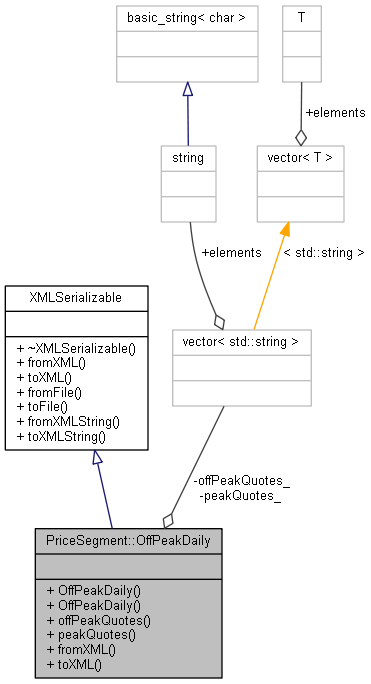 basic_string< char >
T
+elements
string
vector< T >
+elements
< std::string >
XMLSerializable
+ ~XMLSerializable()
+ fromXML()
+ toXML()
+ fromFile()
+ toFile()
+ fromXMLString()
+ toXMLString()
vector< std::string >
-offPeakQuotes_
-peakQuotes_
PriceSegment::OffPeakDaily
+ OffPeakDaily()
+ OffPeakDaily()
+ offPeakQuotes()
+ peakQuotes()
+ fromXML()
+ toXML()